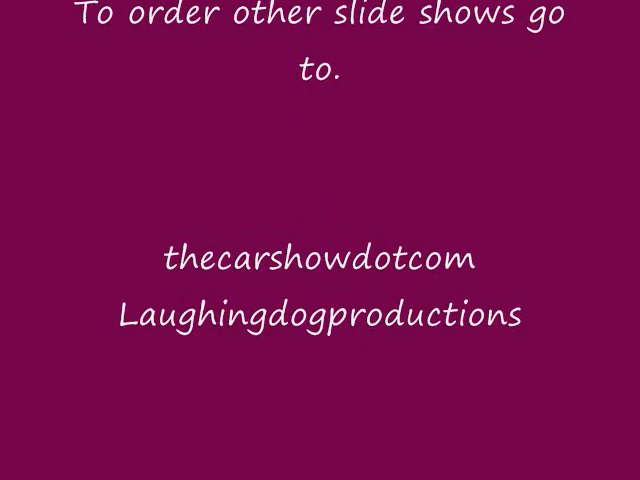 To order other slide shows go
to.
thecarshowdotcom
Laughingdogproductions